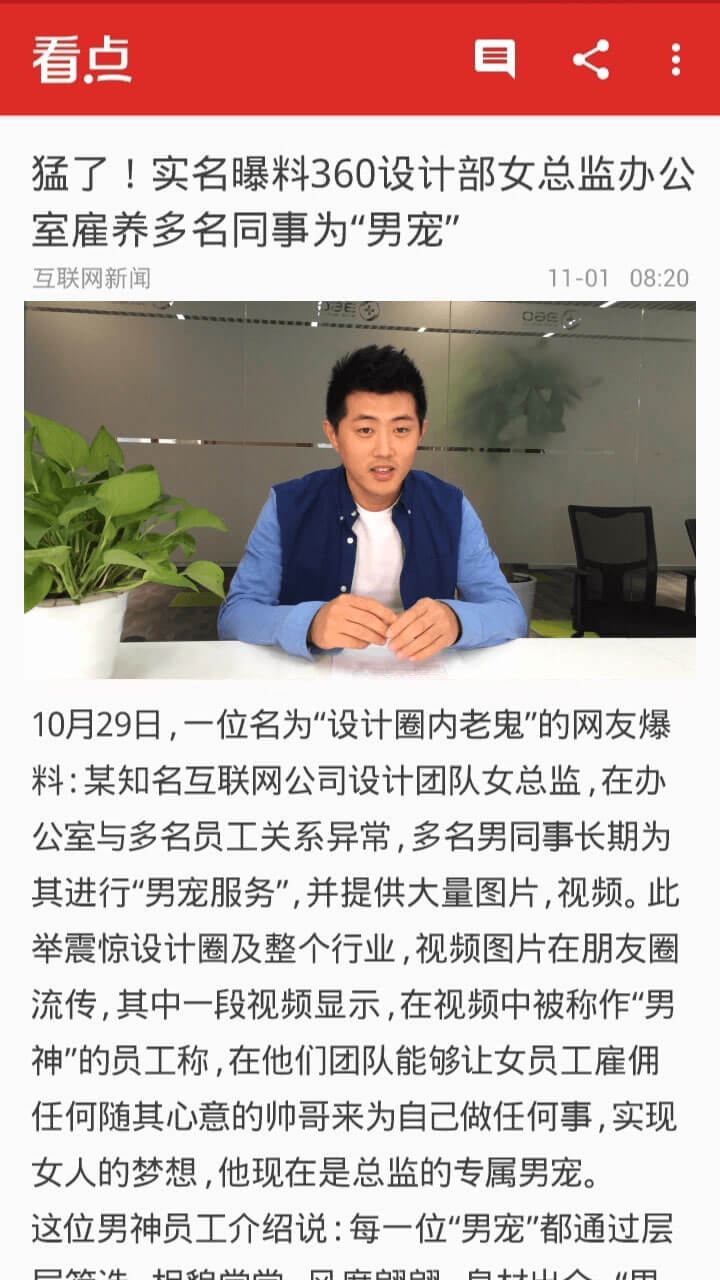 看点
猛了！实名曝料360设计部女总监办公
室雇养多名同事为“男宠”
互联网新闻 11-01 08:20
10月29日,一位名为“设计圈内老鬼”的网友爆
料:某知名互联网公司设计团队女总监,在办
公室与多名员工关系异常,多名男同事长期为
其进行“男宠服务”,并提供大量图片,视频。此
举震惊设计圈及整个行业,视频图片在朋友圈
流传,其中一段视频显示,在视频中被称作“男
神”的员工称,在他们团队能够让女员工雇佣
任何随其心意的帅哥来为自己做任何事,实现
女人的梦想,他现在是总监的专属男宠。
这位男神员工介绍说:每一位“男宠”都通过层